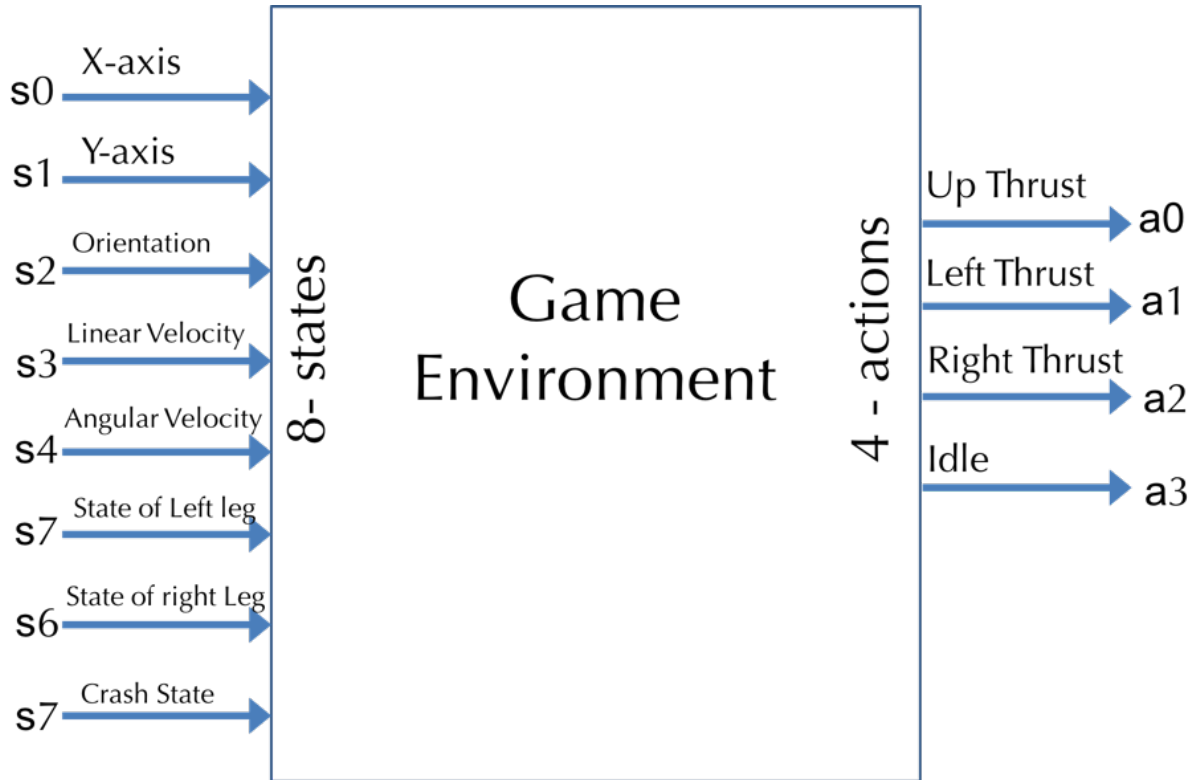 s0 X-axis
s1 Y-axis
s2 Orientation
s3 Linear Velocity
s4 Angular Velocity
s7 State of Left leg
s6 State of right Leg
s7 Crash State
8- states
Game
Environment
4 - actions
Up Thrust a0
Left Thrust a1
Right Thrust a2
Idle a3